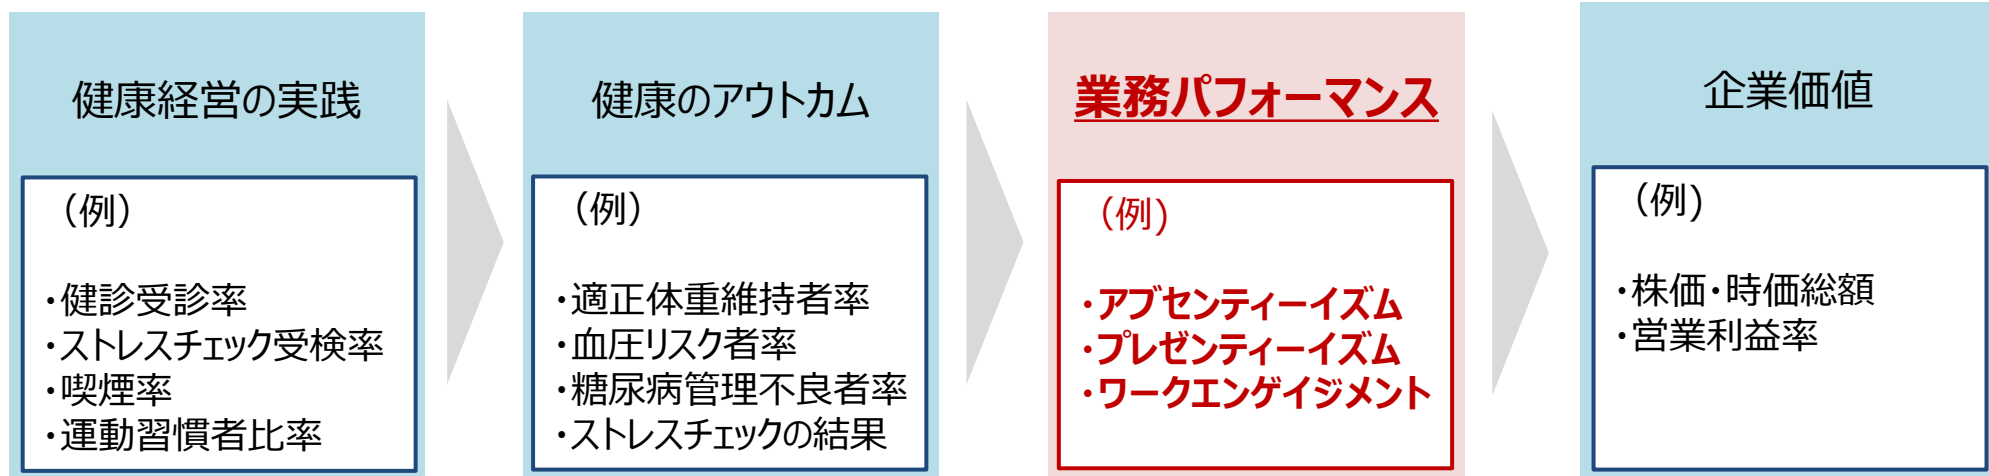 健康経営の実践
（例）
・健診受診率
・ストレスチェック受検率
・喫煙率
・運動習慣者比率
健康のアウトカム
（例）
・適正体重維持者率
・血圧リスク者率
・糖尿病管理不良者率
・ストレスチェックの結果
業務パフォーマンス
（例)
・アブセンティーイズム
・プレゼンティーイズム
・ワークエンゲイジメント
企業価値
（例)
・株価・時価総額
・営業利益率